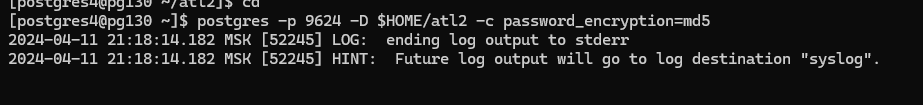 [postgres4@pg130 ~/atl2]$ cd
[postgres4@pg130 ~]$ postgres -p 9624 -D $HOME/atl2 -c password_encryption=md5
2024-04-11 21:18:14.182 MSK [52245] LOG:  ending log output to stderr
2024-04-11 21:18:14.182 MSK [52245] HINT:  Future log output will go to log destination "syslog".